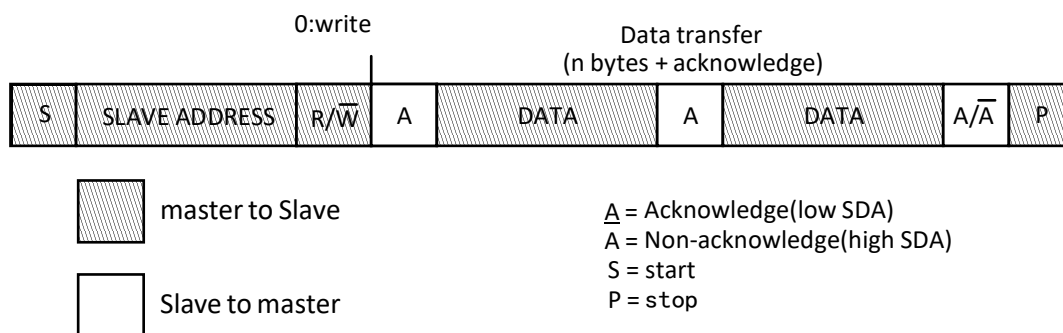 0:write
Data transfer
(n bytes + acknowledge)
S SLAVE ADDRESS R/W̅ A DATA A DATA A/A̅ P
master to Slave
Slave to master
A̲ = Acknowledge(low SDA)
A = Non-acknowledge(high SDA)
S = start
P = stop